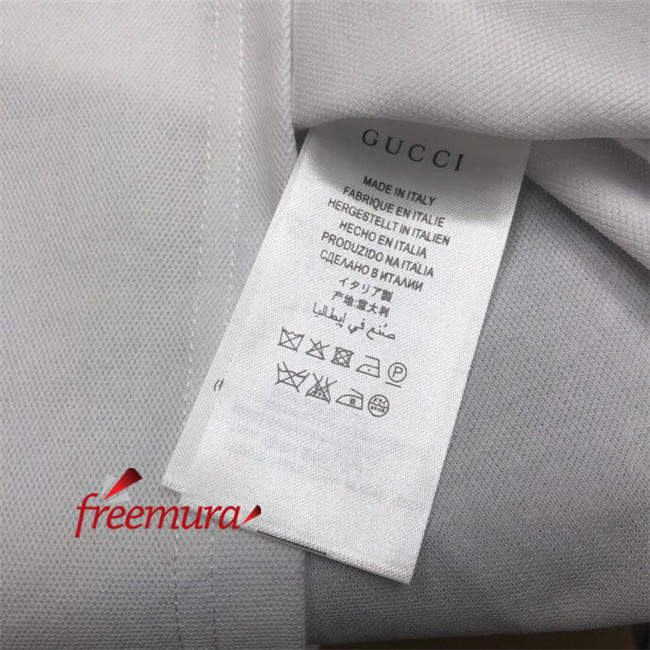 GUCCI
MADE IN ITALY
FABRIQUE EN ITALIE
HERGESTELLT IN ITALIEN
HECHO EN ITALIA
PRODUZIDO NA ITALIA
СДЕЛАНО В ИТАЛИИ
イタリア製
产地:意大利
صُنع في إيطاليا
P
freemura